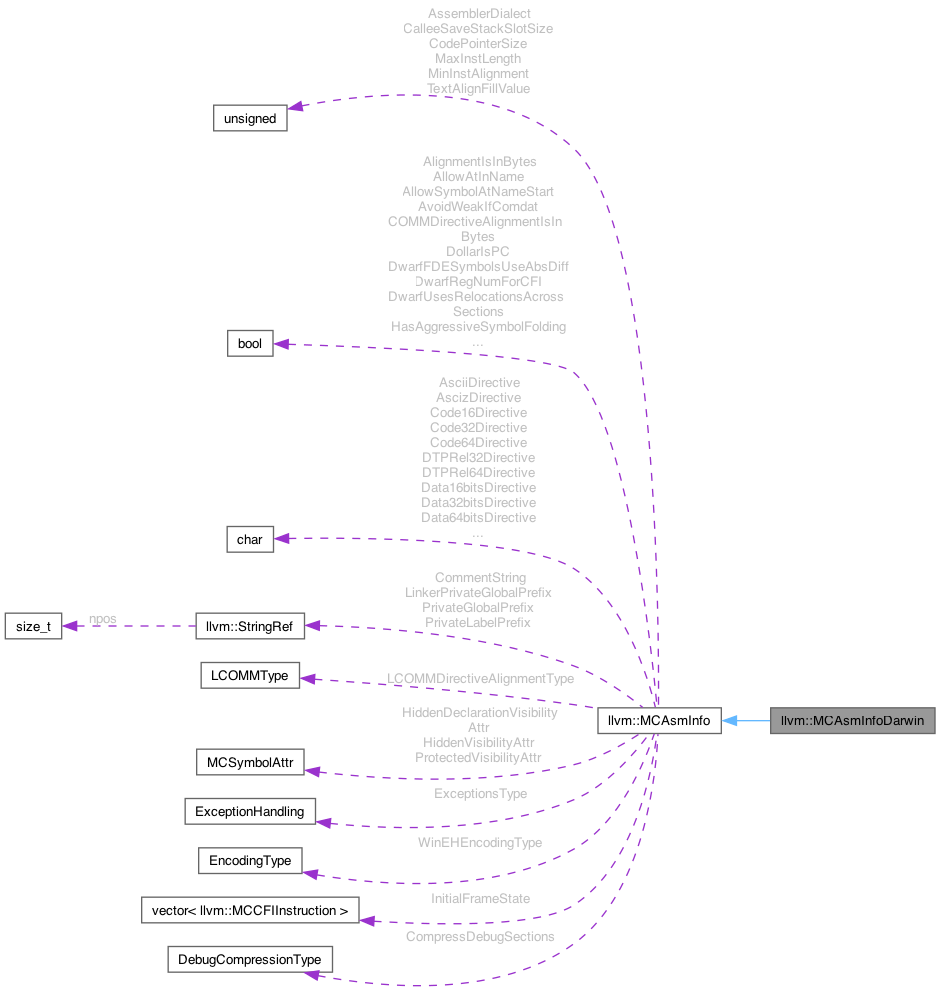 AssemblerDialect
CalleeSaveStackSlotSize
CodePointerSize
MaxInstLength
MinInstAlignment
TextAlignFillValue
unsigned
AlignmentIsInBytes
AllowAtInName
AllowSymbolAtNameStart
AvoidWeakIfComdat
COMMDirectiveAlignmentIsIn
Bytes
DollarIsPC
DwarfFDESymbolsUseAbsDiff
DwarfRegNumForCFI
DwarfUsesRelocationsAcross
Sections
HasAggressiveSymbolFolding
...
bool
AsciiDirective
AscizDirective
Code16Directive
Code32Directive
Code64Directive
DTPRel32Directive
DTPRel64Directive
Data16bitsDirective
Data32bitsDirective
Data64bitsDirective
...
char
CommentString
LinkerPrivateGlobalPrefix
PrivateGlobalPrefix
PrivateLabelPrefix
size_t
npos
llvm::StringRef
LCOMMType
LCOMMDirectiveAlignmentType
HiddenDeclarationVisibility
Attr
HiddenVisibilityAttr
ProtectedVisibilityAttr
llvm::MCAsmInfo
llvm::MCAsmInfoDarwin
MCSymbolAttr
ExceptionsType
ExceptionHandling
WinEHEncodingType
EncodingType
InitialFrameState
vector< llvm::MCCFIInstruction >
CompressDebugSections
DebugCompressionType